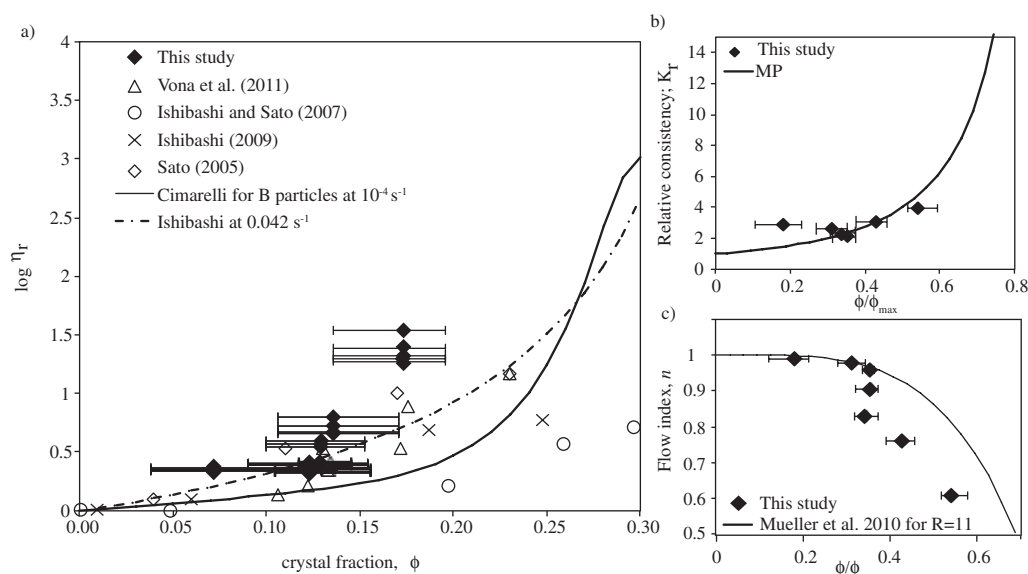 a)
4
3.5
3
2.5
2
1.5
1
0.5
0
log ηr
This study
Vona et al. (2011)
Ishibashi and Sato (2007)
Ishibashi (2009)
Sato (2005)
Cimarelli for B particles at 10⁻⁴ s⁻¹
Ishibashi at 0.042 s⁻¹
0.00 0.05 0.10 0.15 0.20 0.25 0.30
crystal fraction, ϕ
b)
14
12
10
8
6
4
2
0
Relative consistency; Kr
This study
MP
0 0.2 0.4 0.6 0.8
ϕ/ϕmax
c)
1
0.9
0.8
0.7
0.6
0.5
Flow index, n
This study
Mueller et al. 2010 for R=11
0 0.2 0.4 0.6
ϕ/ϕ